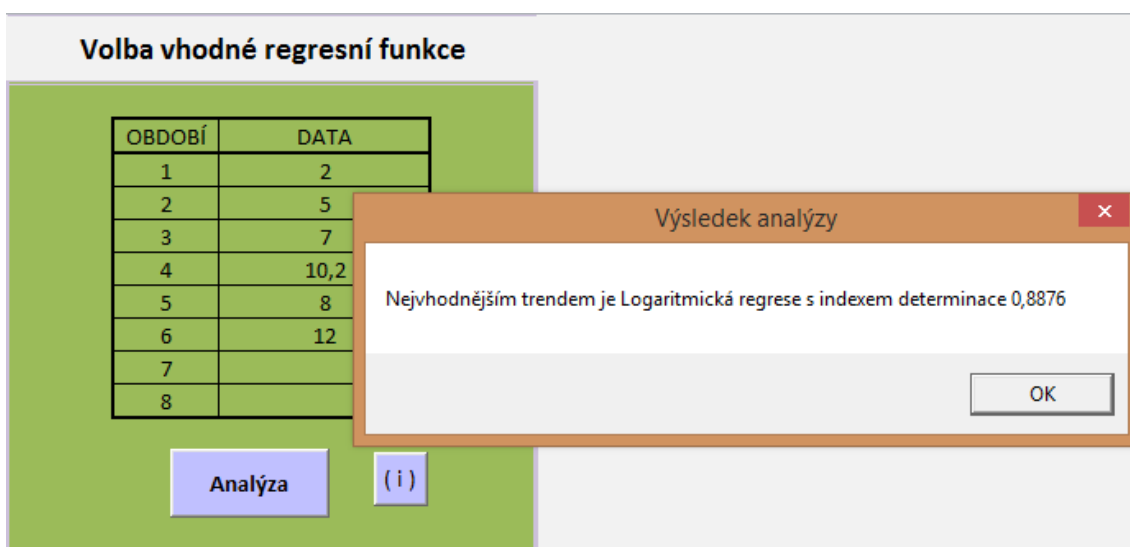 Volba vhodné regresní funkce
OBDOBÍ DATA
1 2
2 5
3 7
4 10,2
5 8
6 12
7
8
Výsledek analýzy
Nejvhodnějším trendem je Logaritmická regrese s indexem determinace 0,8876
OK
Analýza
( i )